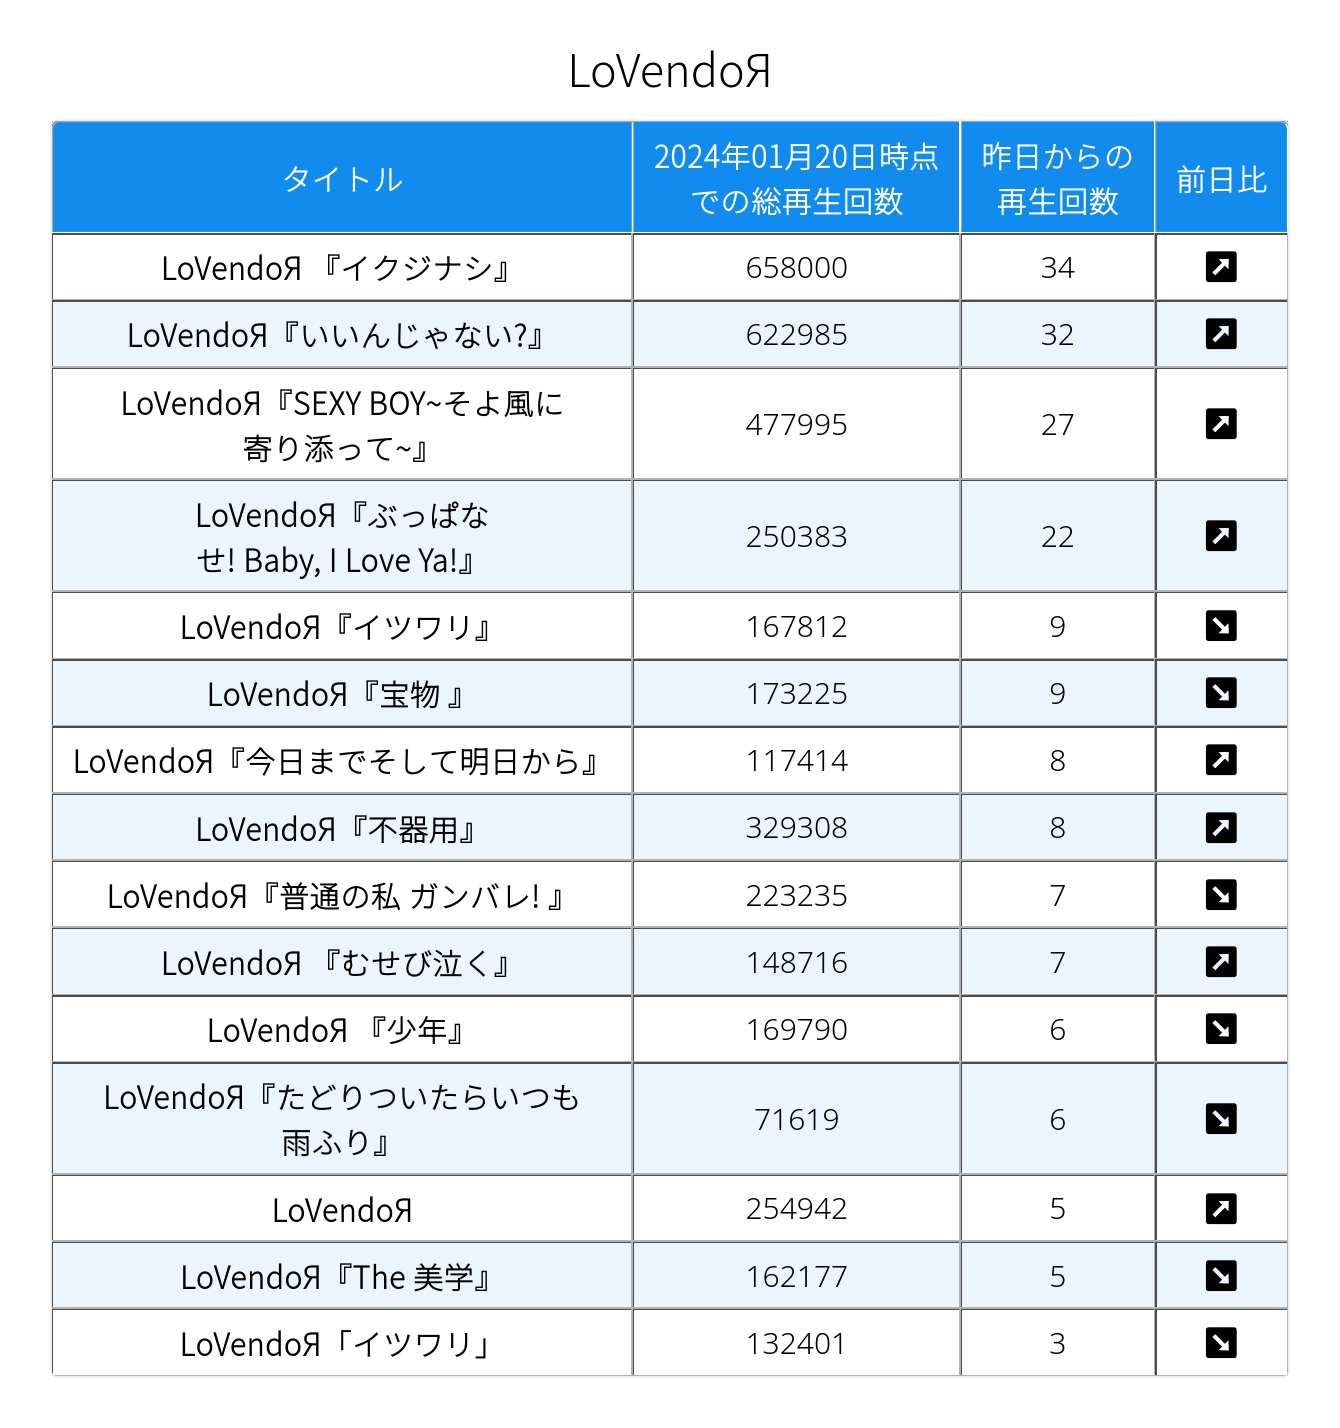 LoVendoЯ
タイトル
2024年01月20日時点
での総再生回数
昨日からの
再生回数
前日比
LoVendoЯ 『イクジナシ』
658000
34
LoVendoЯ『いいんじゃない?』
622985
32
LoVendoЯ『SEXY BOY~そよ風に
寄り添って~』
477995
27
LoVendoЯ『ぶっぱな
せ! Baby, I Love Ya!』
250383
22
LoVendoЯ『イツワリ』
167812
9
LoVendoЯ『宝物 』
173225
9
LoVendoЯ『今日までそして明日から』
117414
8
LoVendoЯ『不器用』
329308
8
LoVendoЯ『普通の私 ガンバレ! 』
223235
7
LoVendoЯ 『むせび泣く』
148716
7
LoVendoЯ 『少年』
169790
6
LoVendoЯ『たどりついたらいつも
雨ふり』
71619
6
LoVendoЯ
254942
5
LoVendoЯ『The 美学』
162177
5
LoVendoЯ「イツワリ」
132401
3